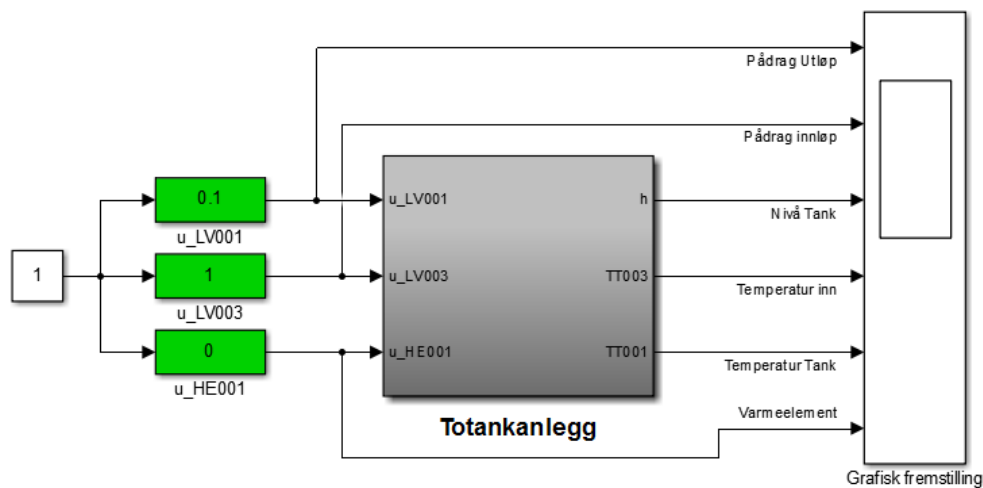 Pådrag Utløp
Pådrag innløp
0.1
u_LV001
h
u_LV001
Nivå Tank
1
1
u_LV003
TT003
u_LV003
Temperatur inn
0
u_HE001
TT001
u_HE001
Temperatur Tank
Varmeelement
Totankanlegg
Grafisk fremstilling